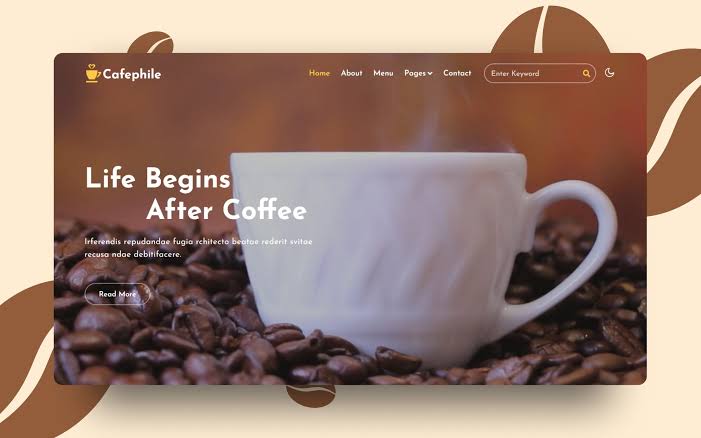 Cafephile
Home About Menu Pages Contact Enter Keyword
Life Begins
After Coffee
Irferendis repudandae fugia rchitecto beatae rederit svitae
recusa ndae debitifacere.
Read More